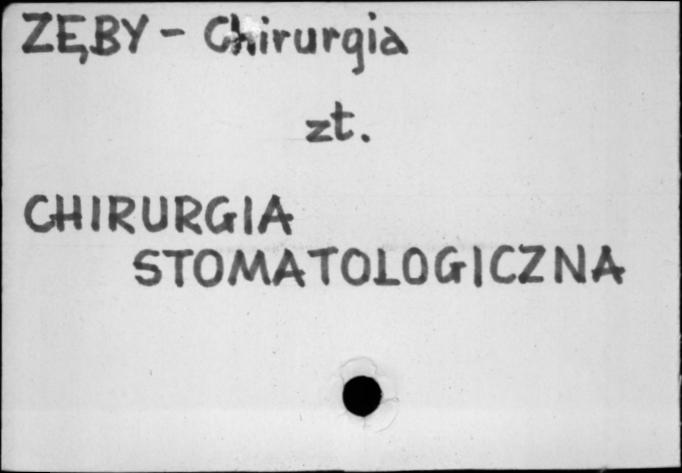 ZĘBY - Chirurgia
zt.
CHIRURGIA
STOMATOLOGICZNA